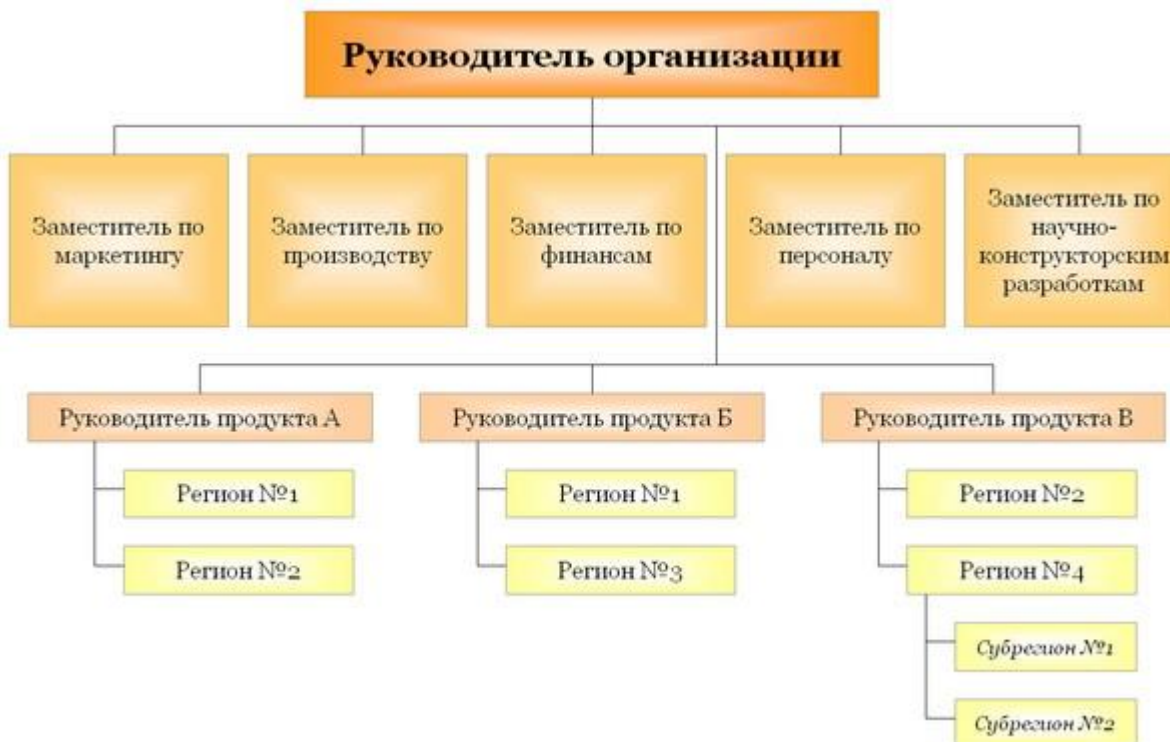 Руководитель организации
Заместитель по
маркетингу
Заместитель по
производству
Заместитель по
финансам
Заместитель по
персоналу
Заместитель по
научно-
конструкторским
разработкам
Руководитель продукта А
Руководитель продукта Б
Руководитель продукта В
Регион №1
Регион №2
Регион №1
Регион №3
Регион №2
Регион №4
Субрегион №1
Субрегион №2